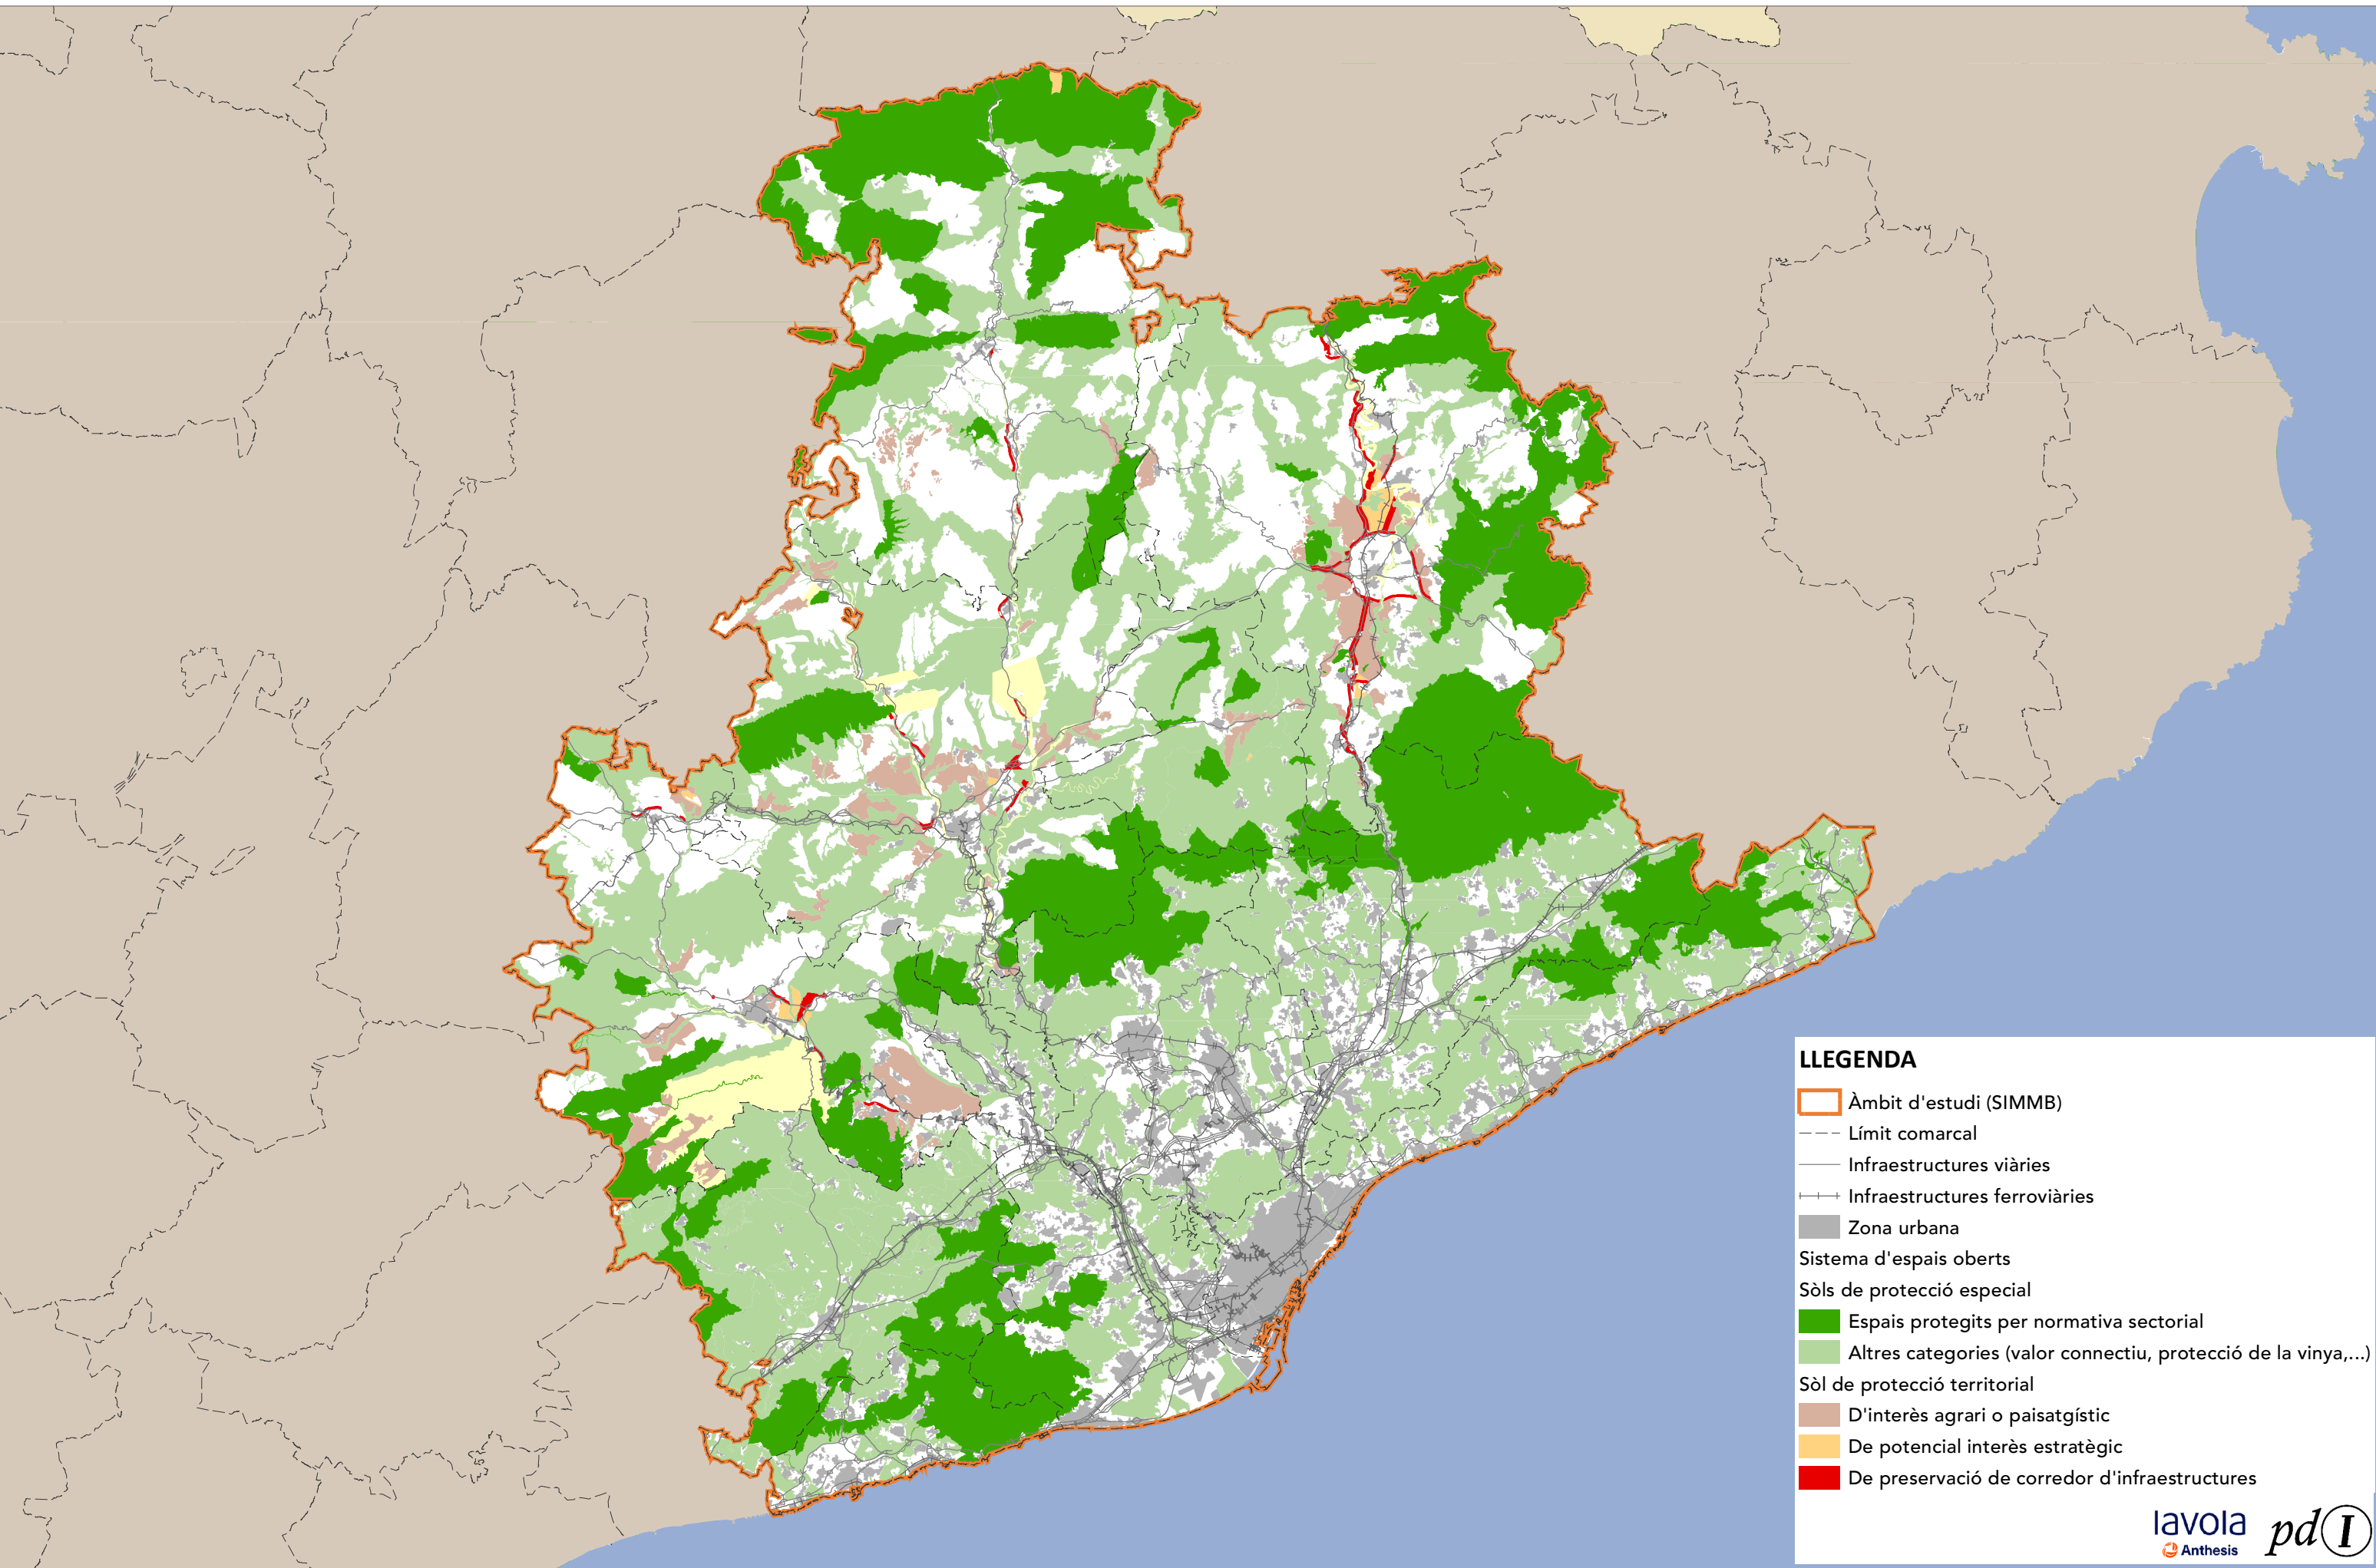 LLEGENDA
Àmbit d'estudi (SIMMB)
Límit comarcal
Infraestructures viàries
Infraestructures ferroviàries
Zona urbana
Sistema d'espais oberts
Sòls de protecció especial
Espais protegits per normativa sectorial
Altres categories (valor connectiu, protecció de la vinya,...)
Sòl de protecció territorial
D'interès agrari o paisatgístic
De potencial interès estratègic
De preservació de corredor d'infraestructures
lavola
Anthesis
pdI